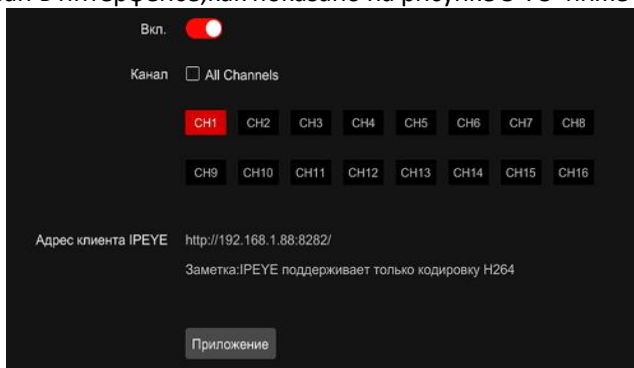 Вкл.
Канал All Channels
CH1 CH2 CH3 CH4 CH5 CH6 CH7 CH8
CH9 CH10 CH11 CH12 CH13 CH14 CH15 CH16
Адрес клиента IPEYE http://192.168.1.88:8282/
Заметка:IPEYE поддерживает только кодировку H264
Приложение